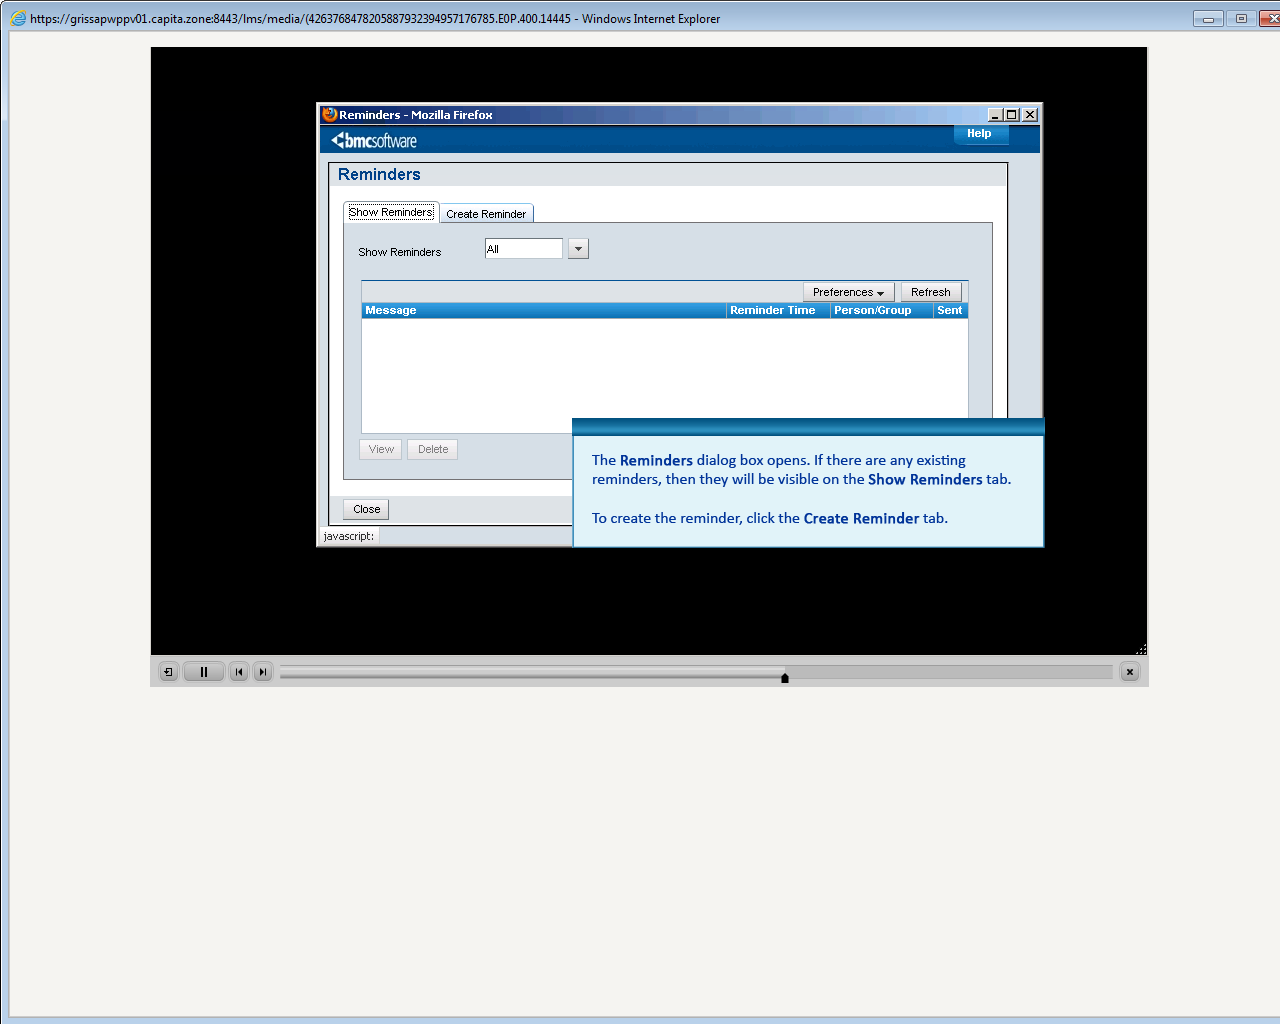 https://grissapwppv01.capita.zone:8443/lms/media/(4263768478205887932394957176785.E0P.400.14445 - Windows Internet Explorer
Reminders - Mozilla Firefox
bmcsoftware
Help
Reminders
Show Reminders
Create Reminder
Show Reminders
All
Preferences
Refresh
Message
Reminder Time
Person/Group
Sent
View
Delete
The Reminders dialog box opens. If there are any existing
reminders, then they will be visible on the Show Reminders tab.
To create the reminder, click the Create Reminder tab.
Close
javascript: